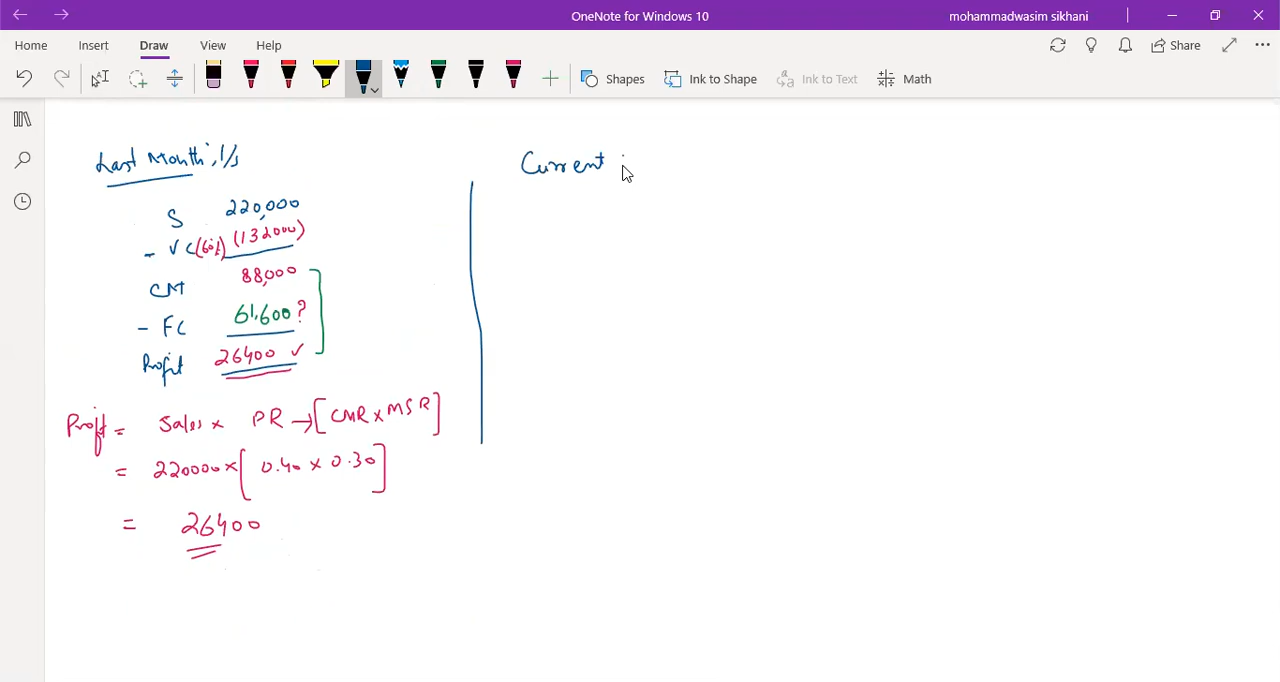 OneNote for Windows 10
mohammadwasim sikhani
Home Insert Draw View Help
Share
Shapes Ink to Shape Ink to Text Math
Last Month: I/s
S 220,000
- VC(60%) (132000)
CM 88,000
- FC 61,600 ?
Profit 26400 ✓
Profit = Sales x PR → [CMR x MSR]
= 220000 x [0.40 x 0.30]
= 26400
Current